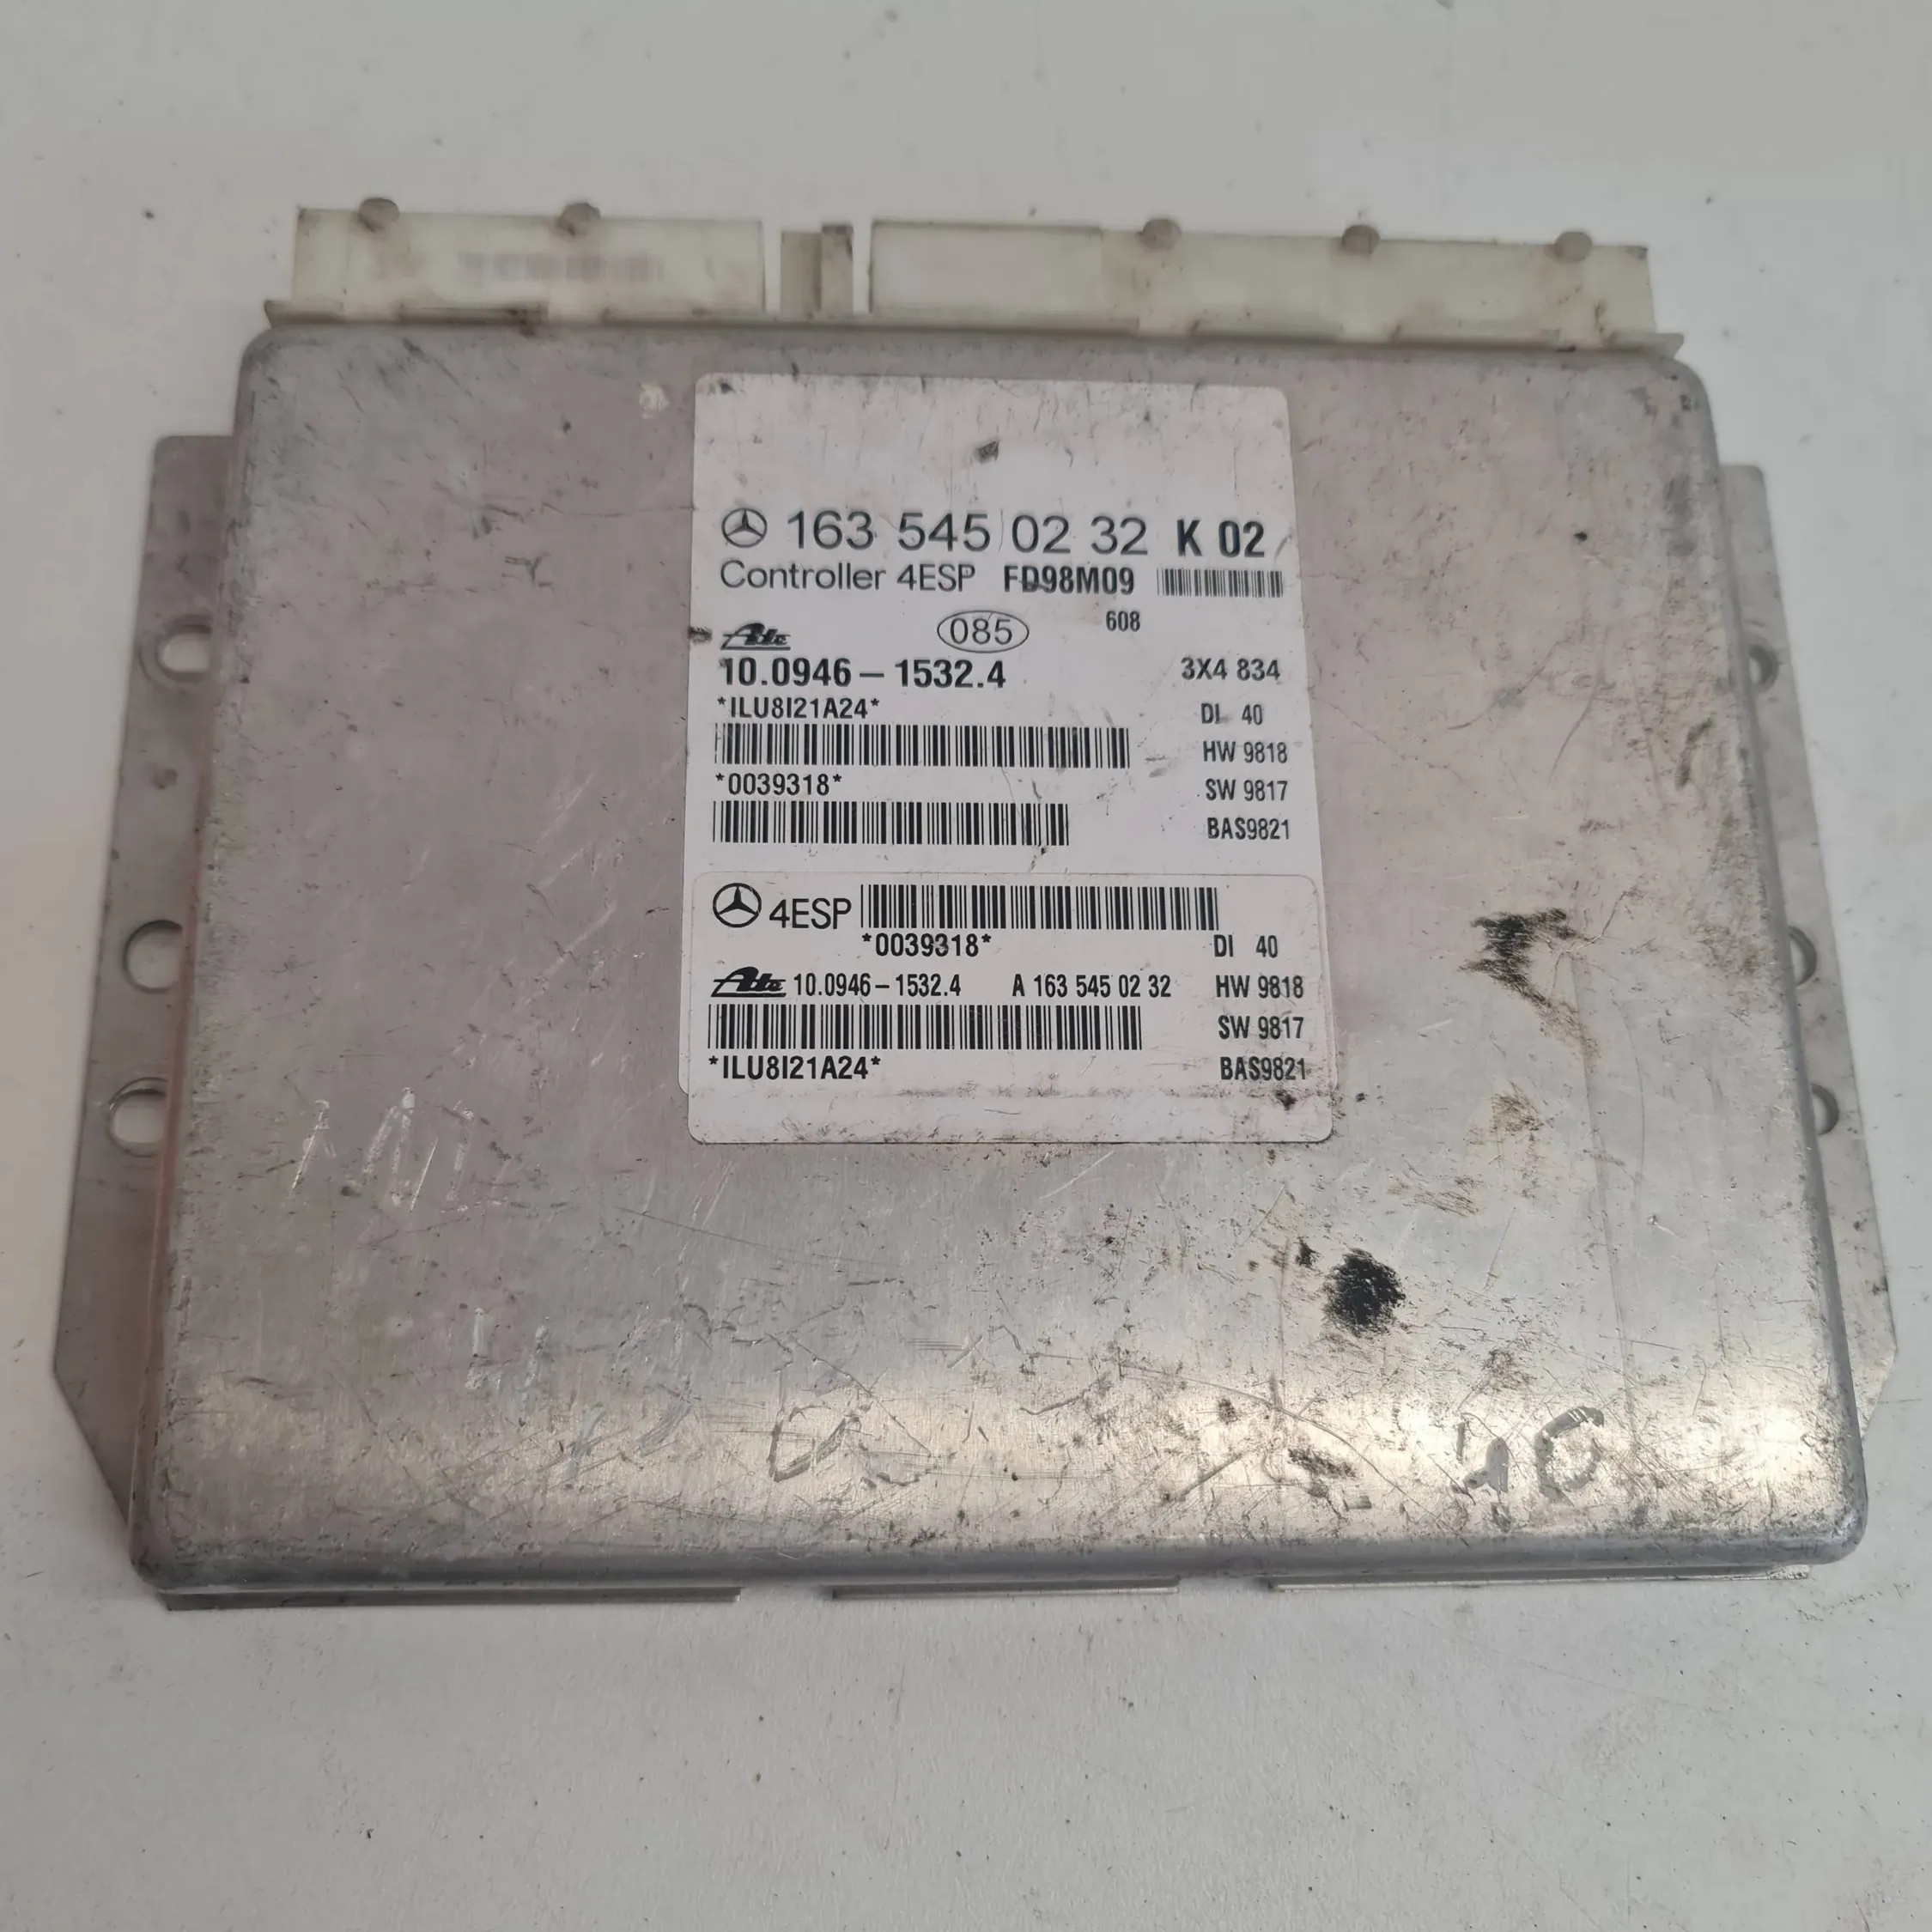 163 545 02 32 K 02
Controller 4ESP FD98M09
Ate 085 608
10.0946-1532.4 3X4 834
*ILU8I21A24* DI 40
HW 9818
*0039318* SW 9817
BAS9821
4ESP
*0039318* DI 40
Ate 10.0946-1532.4 A 163 545 02 32 HW 9818
SW 9817
*ILU8I21A24* BAS9821